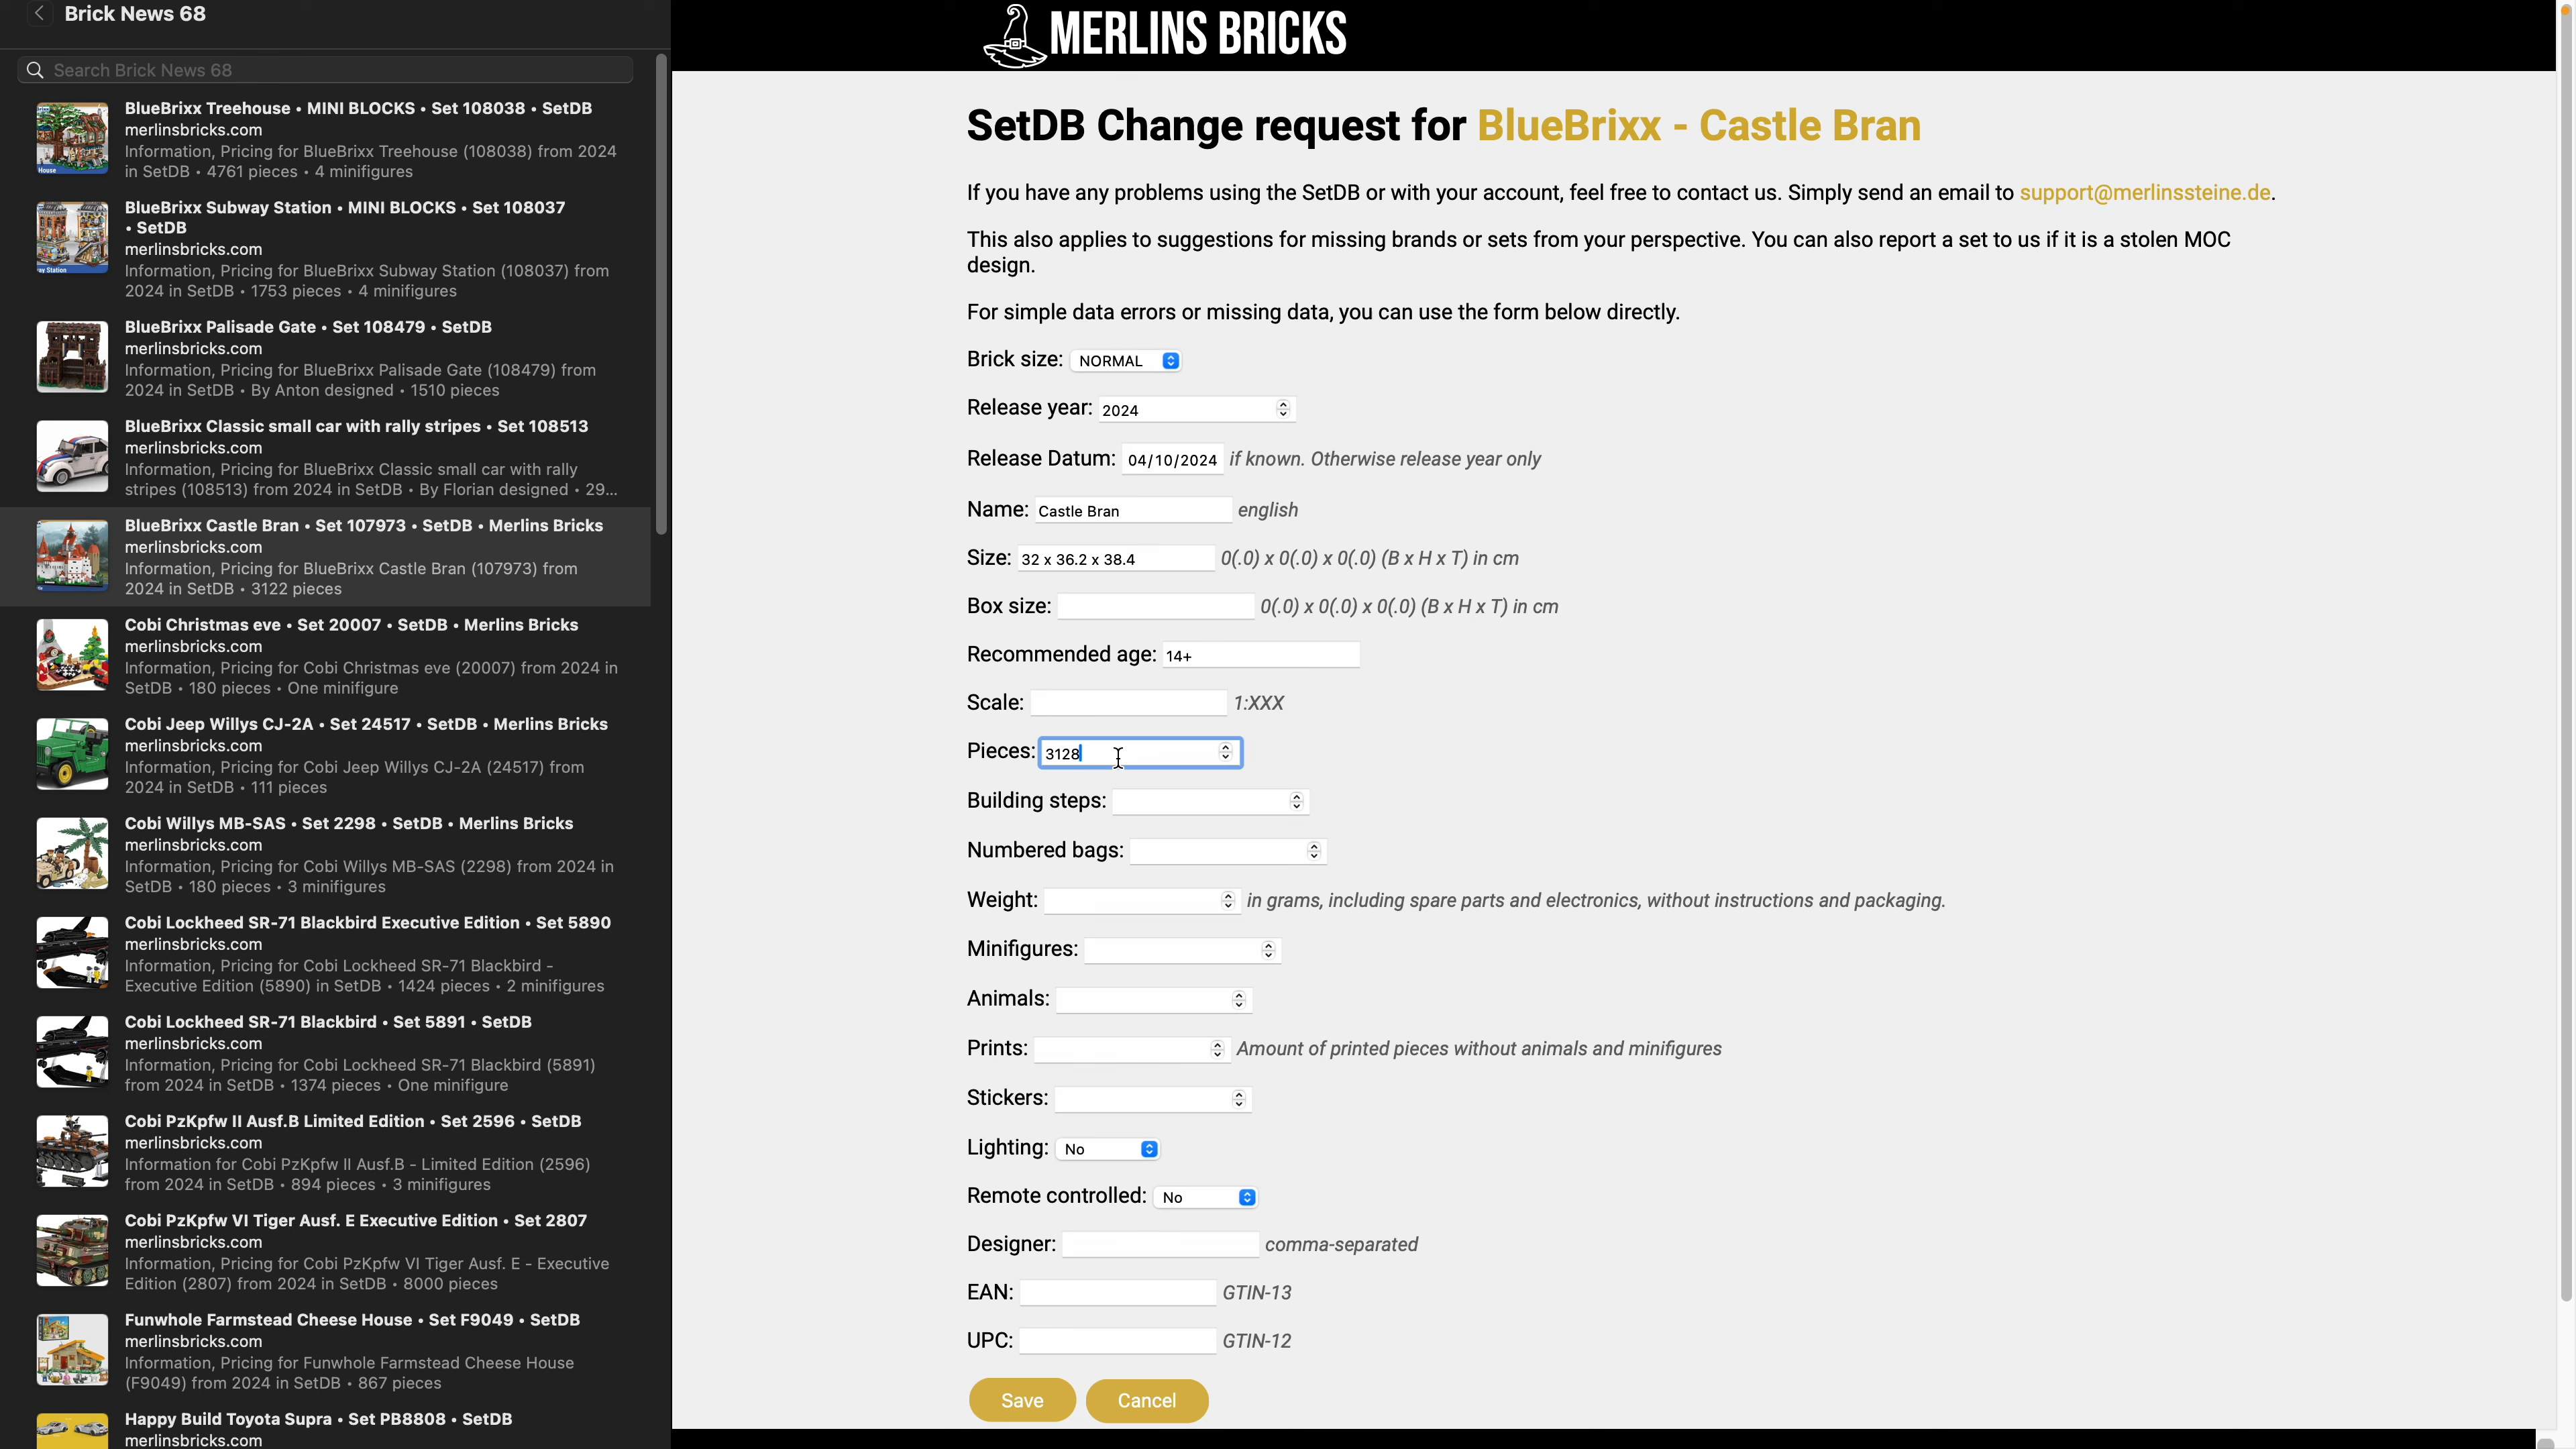 Brick News 68
Search Brick News 68
BlueBrixx Treehouse • MINI BLOCKS • Set 108038 • SetDB
merlinsbricks.com
Information, Pricing for BlueBrixx Treehouse (108038) from 2024
in SetDB • 4761 pieces • 4 minifigures
House
BlueBrixx Subway Station • MINI BLOCKS • Set 108037
• SetDB
merlinsbricks.com
Information, Pricing for BlueBrixx Subway Station (108037) from
2024 in SetDB • 1753 pieces • 4 minifigures
ay Station
BlueBrixx Palisade Gate • Set 108479 • SetDB
merlinsbricks.com
Information, Pricing for BlueBrixx Palisade Gate (108479) from
2024 in SetDB • By Anton designed • 1510 pieces
BlueBrixx Classic small car with rally stripes • Set 108513
merlinsbricks.com
Information, Pricing for BlueBrixx Classic small car with rally
stripes (108513) from 2024 in SetDB • By Florian designed • 29...
BlueBrixx Castle Bran • Set 107973 • SetDB • Merlins Bricks
merlinsbricks.com
Information, Pricing for BlueBrixx Castle Bran (107973) from
2024 in SetDB • 3122 pieces
Cobi Christmas eve • Set 20007 • SetDB • Merlins Bricks
merlinsbricks.com
Information, Pricing for Cobi Christmas eve (20007) from 2024 in
SetDB • 180 pieces • One minifigure
Cobi Jeep Willys CJ-2A • Set 24517 • SetDB • Merlins Bricks
merlinsbricks.com
Information, Pricing for Cobi Jeep Willys CJ-2A (24517) from
2024 in SetDB • 111 pieces
Cobi Willys MB-SAS • Set 2298 • SetDB • Merlins Bricks
merlinsbricks.com
Information, Pricing for Cobi Willys MB-SAS (2298) from 2024 in
SetDB • 180 pieces • 3 minifigures
Cobi Lockheed SR-71 Blackbird Executive Edition • Set 5890
merlinsbricks.com
Information, Pricing for Cobi Lockheed SR-71 Blackbird -
Executive Edition (5890) in SetDB • 1424 pieces • 2 minifigures
Cobi Lockheed SR-71 Blackbird • Set 5891 • SetDB
merlinsbricks.com
Information, Pricing for Cobi Lockheed SR-71 Blackbird (5891)
from 2024 in SetDB • 1374 pieces • One minifigure
Cobi PzKpfw II Ausf.B Limited Edition • Set 2596 • SetDB
merlinsbricks.com
Information for Cobi PzKpfw II Ausf.B - Limited Edition (2596)
from 2024 in SetDB • 894 pieces • 3 minifigures
Cobi PzKpfw VI Tiger Ausf. E Executive Edition • Set 2807
merlinsbricks.com
Information, Pricing for Cobi PzKpfw VI Tiger Ausf. E - Executive
Edition (2807) from 2024 in SetDB • 8000 pieces
Funwhole Farmstead Cheese House • Set F9049 • SetDB
merlinsbricks.com
Information, Pricing for Funwhole Farmstead Cheese House
(F9049) from 2024 in SetDB • 867 pieces
Happy Build Toyota Supra • Set PB8808 • SetDB
merlinsbricks.com
MERLINS BRICKS
SetDB Change request for BlueBrixx - Castle Bran
If you have any problems using the SetDB or with your account, feel free to contact us. Simply send an email to support@merlinssteine.de.
This also applies to suggestions for missing brands or sets from your perspective. You can also report a set to us if it is a stolen MOC
design.
For simple data errors or missing data, you can use the form below directly.
Brick size: NORMAL
Release year: 2024
Release Datum: 04/10/2024 if known. Otherwise release year only
Name: Castle Bran english
Size: 32 x 36.2 x 38.4 0(.0) x 0(.0) x 0(.0) (B x H x T) in cm
Box size: 0(.0) x 0(.0) x 0(.0) (B x H x T) in cm
Recommended age: 14+
Scale: 1:XXX
Pieces: 3128
Building steps:
Numbered bags:
Weight: in grams, including spare parts and electronics, without instructions and packaging.
Minifigures:
Animals:
Prints: Amount of printed pieces without animals and minifigures
Stickers:
Lighting: No
Remote controlled: No
Designer: comma-separated
EAN: GTIN-13
UPC: GTIN-12
Save Cancel